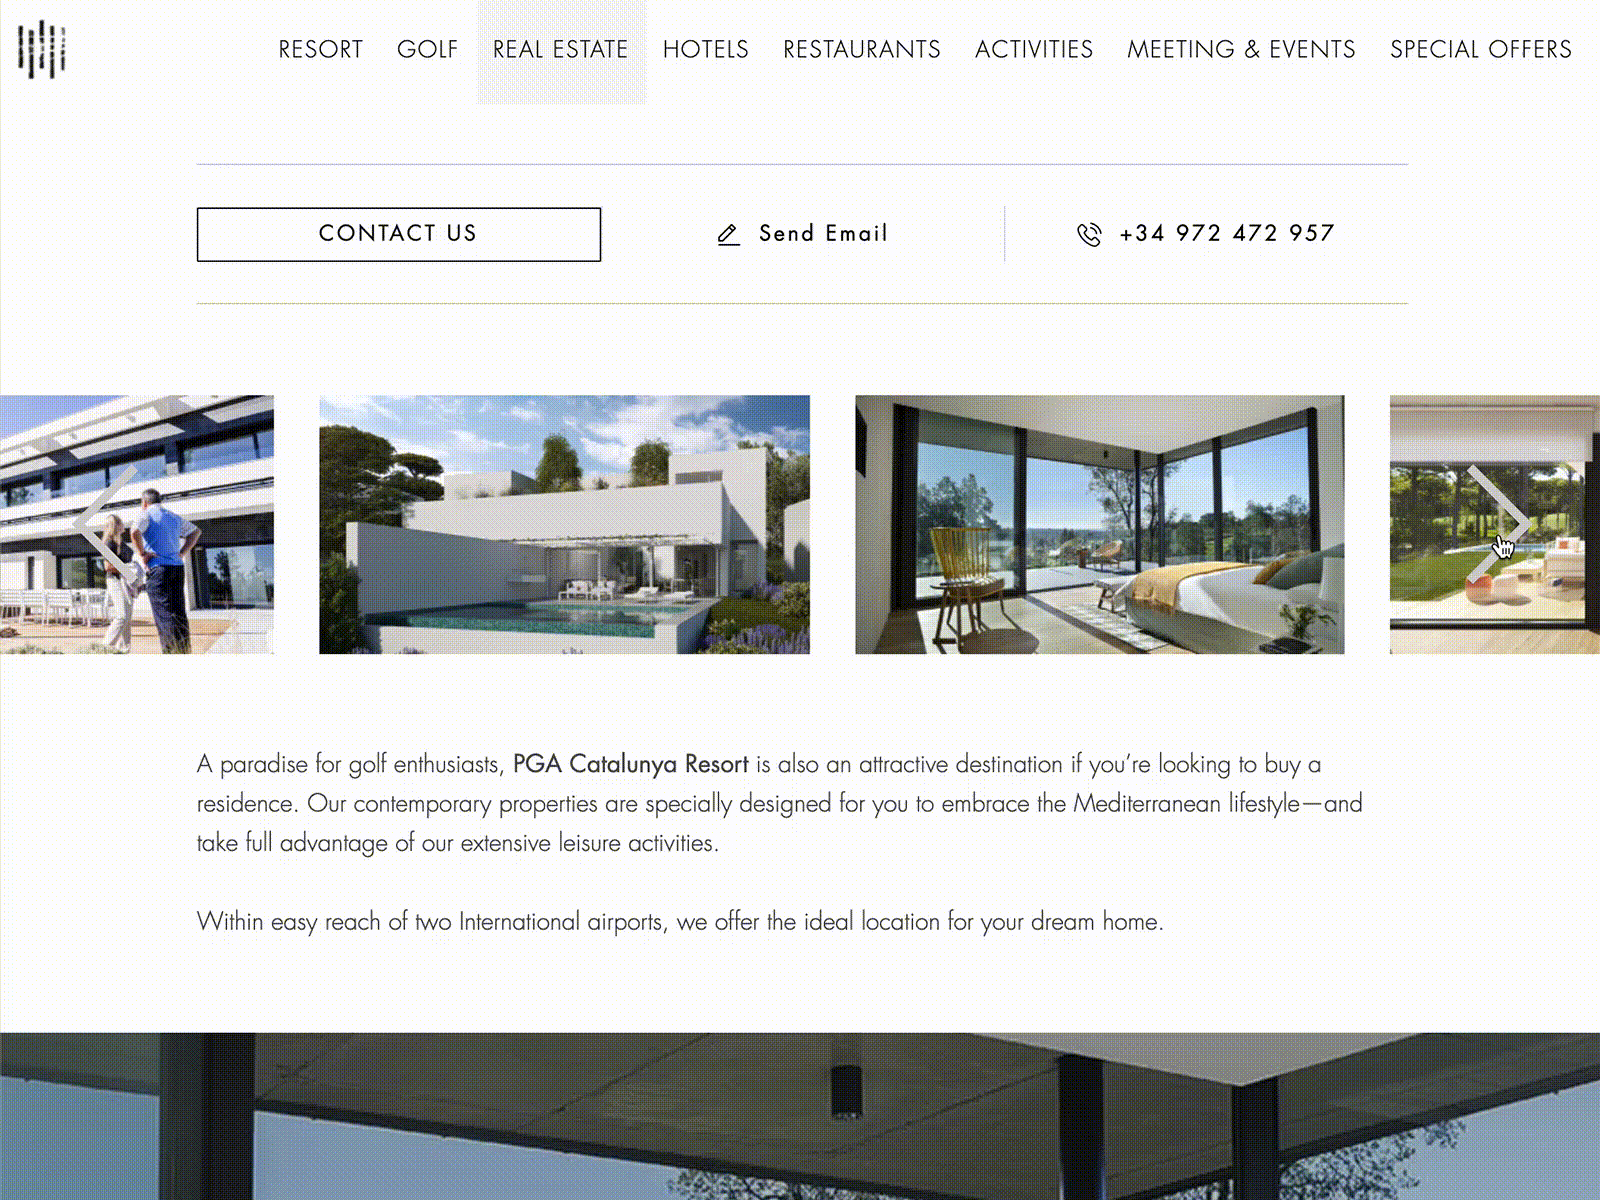 RESORT GOLF REAL ESTATE HOTELS RESTAURANTS ACTIVITIES MEETING & EVENTS SPECIAL OFFERS
CONTACT US Send Email +34 972 472 957
A paradise for golf enthusiasts, PGA Catalunya Resort is also an attractive destination if you’re looking to buy a
residence. Our contemporary properties are specially designed for you to embrace the Mediterranean lifestyle—and
take full advantage of our extensive leisure activities.
Within easy reach of two International airports, we offer the ideal location for your dream home.